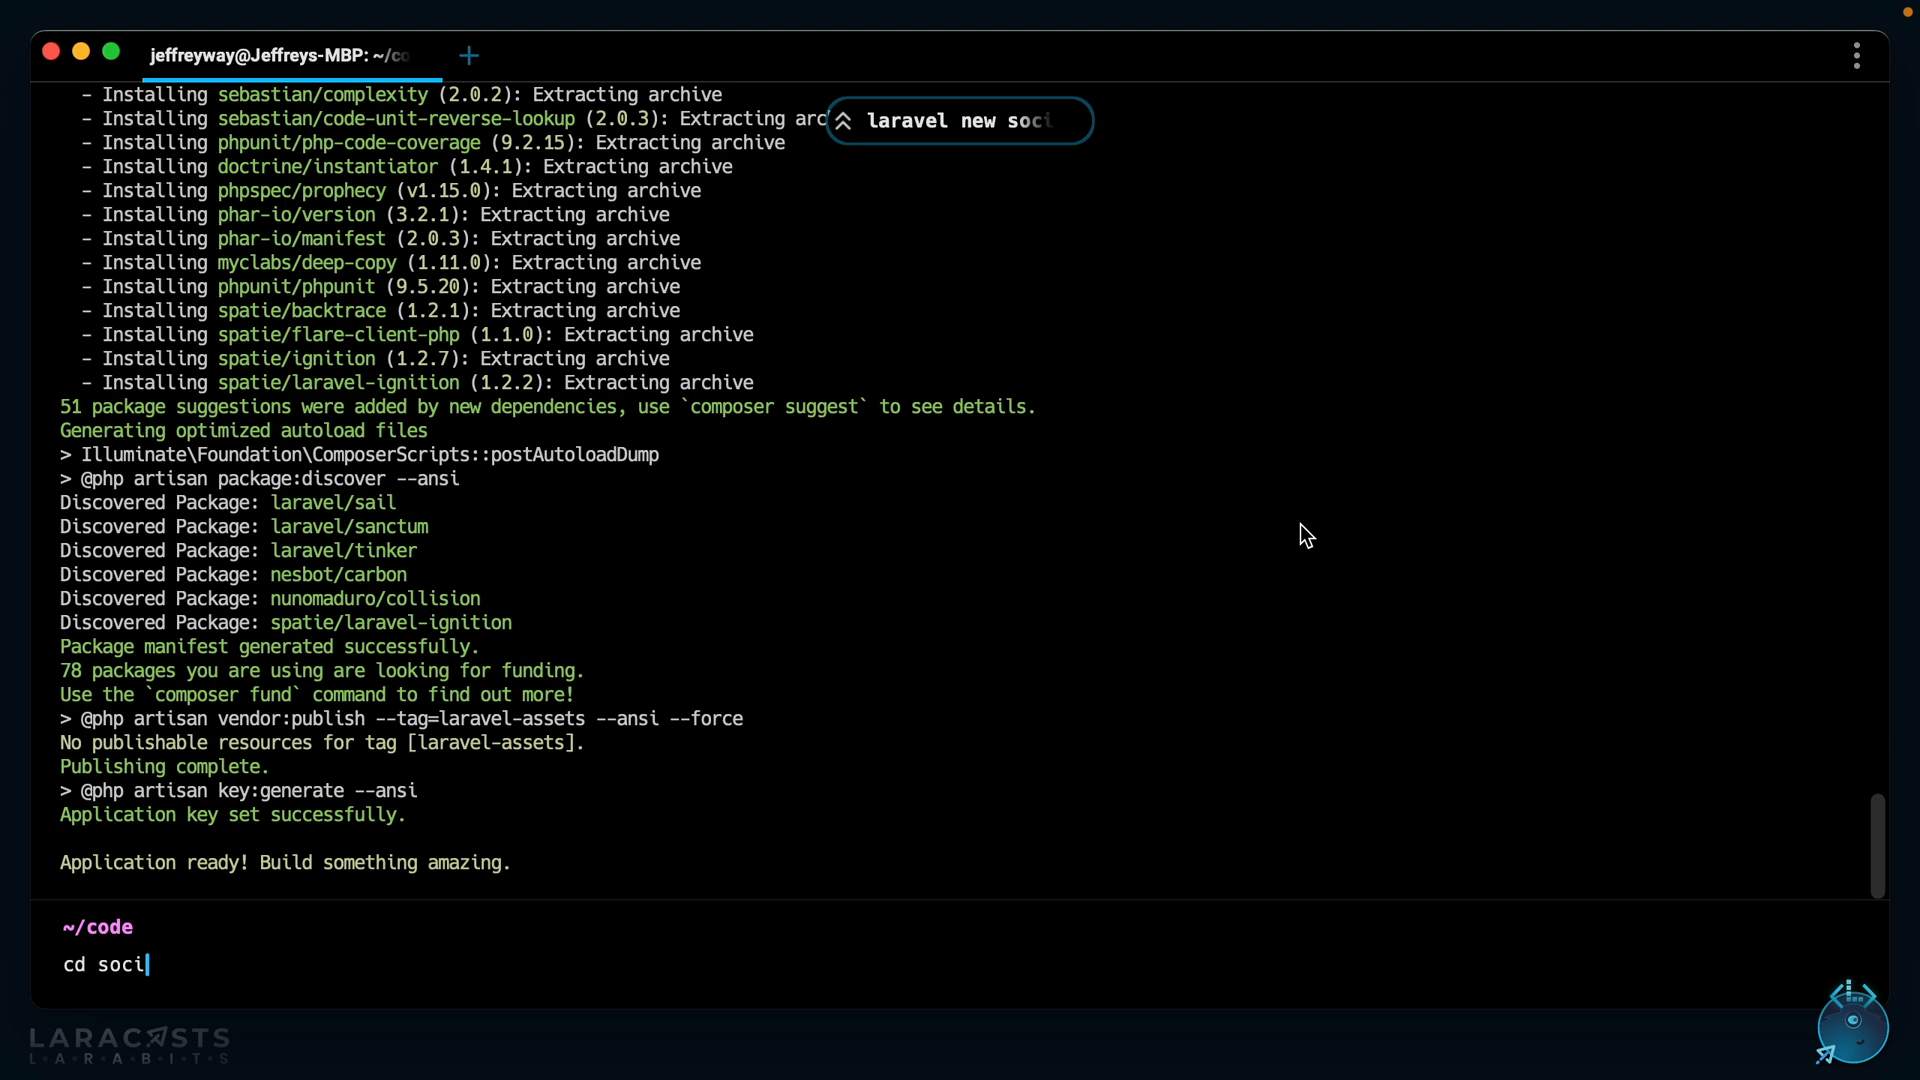 jeffreyway@Jeffreys-MBP: ~/co
- Installing sebastian/complexity (2.0.2): Extracting archive
- Installing sebastian/code-unit-reverse-lookup (2.0.3): Extracting arc
laravel new soci
- Installing phpunit/php-code-coverage (9.2.15): Extracting archive
- Installing doctrine/instantiator (1.4.1): Extracting archive
- Installing phpspec/prophecy (v1.15.0): Extracting archive
- Installing phar-io/version (3.2.1): Extracting archive
- Installing phar-io/manifest (2.0.3): Extracting archive
- Installing myclabs/deep-copy (1.11.0): Extracting archive
- Installing phpunit/phpunit (9.5.20): Extracting archive
- Installing spatie/backtrace (1.2.1): Extracting archive
- Installing spatie/flare-client-php (1.1.0): Extracting archive
- Installing spatie/ignition (1.2.7): Extracting archive
- Installing spatie/laravel-ignition (1.2.2): Extracting archive
51 package suggestions were added by new dependencies, use `composer suggest` to see details.
Generating optimized autoload files
> Illuminate\Foundation\ComposerScripts::postAutoloadDump
> @php artisan package:discover --ansi
Discovered Package: laravel/sail
Discovered Package: laravel/sanctum
Discovered Package: laravel/tinker
Discovered Package: nesbot/carbon
Discovered Package: nunomaduro/collision
Discovered Package: spatie/laravel-ignition
Package manifest generated successfully.
78 packages you are using are looking for funding.
Use the `composer fund` command to find out more!
> @php artisan vendor:publish --tag=laravel-assets --ansi --force
No publishable resources for tag [laravel-assets].
Publishing complete.
> @php artisan key:generate --ansi
Application key set successfully.
Application ready! Build something amazing.
~/code
cd soci
LARACASTS
L·A·R·A·B·I·T·S